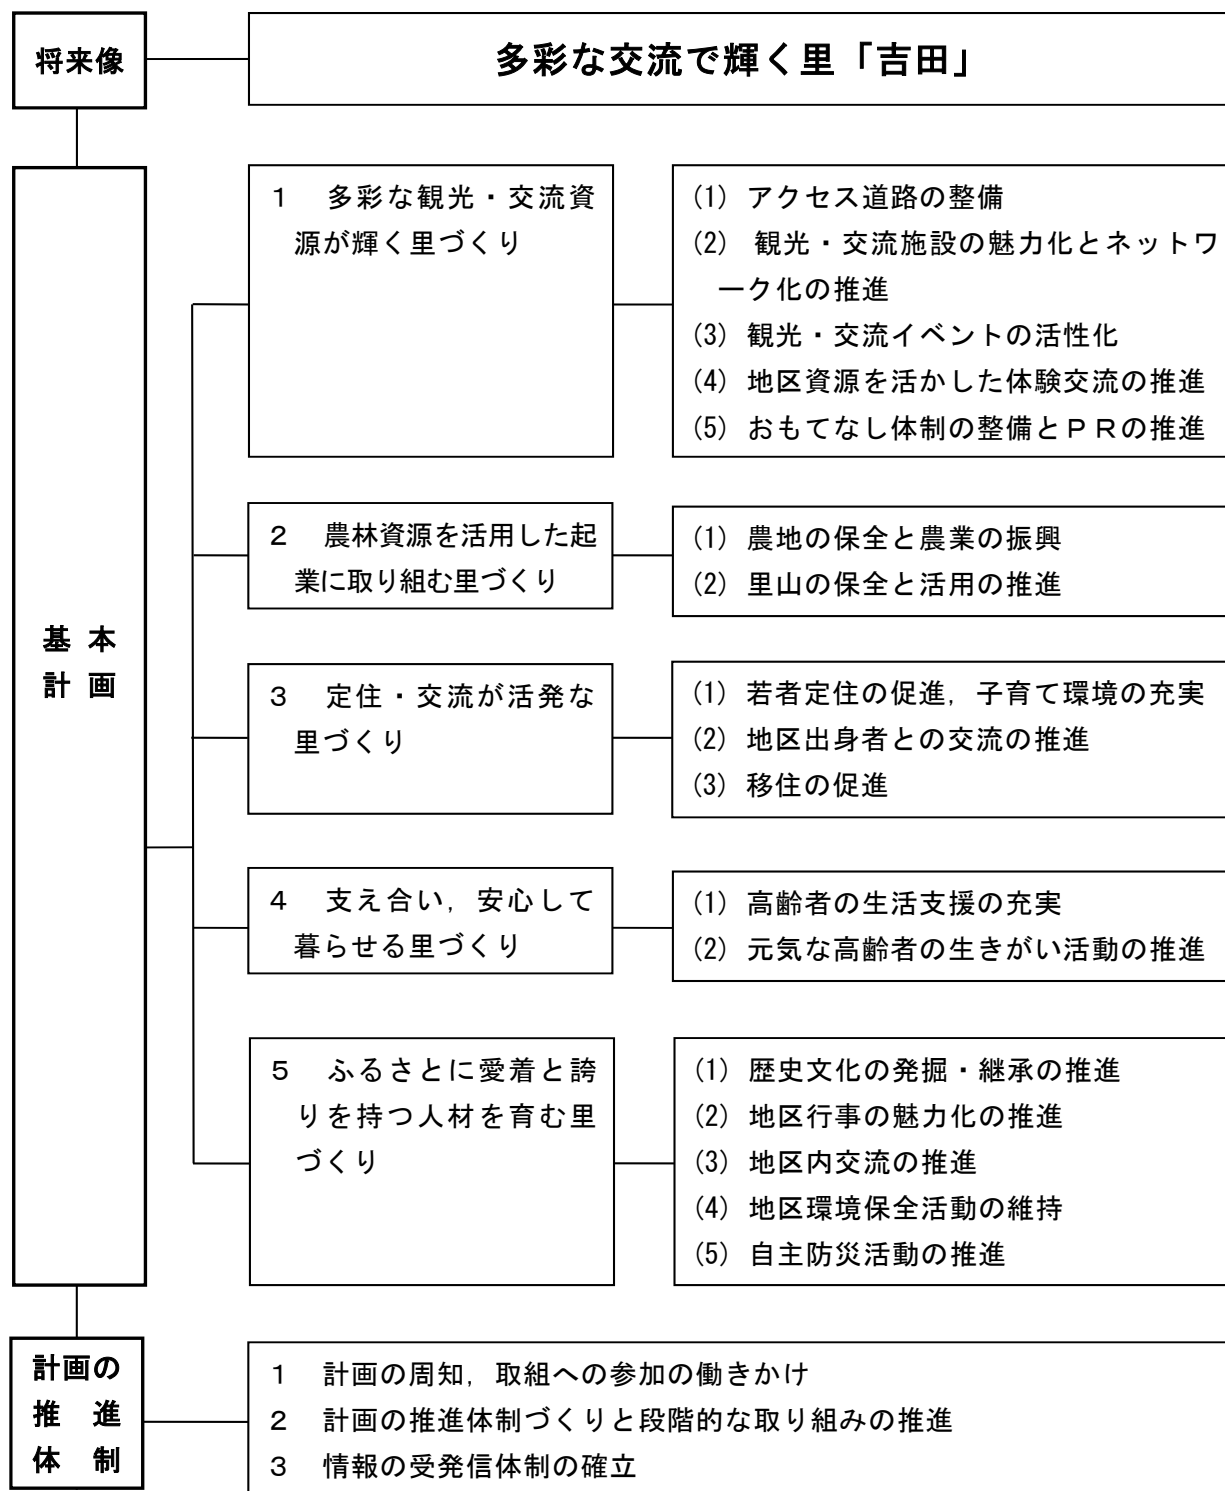 将来像
多彩な交流で輝く里「吉田」
基本
計画
１　多彩な観光・交流資
源が輝く里づくり
(1) アクセス道路の整備
(2) 観光・交流施設の魅力化とネットワ
ーク化の推進
(3) 観光・交流イベントの活性化
(4) 地区資源を活かした体験交流の推進
(5) おもてなし体制の整備とＰＲの推進
２　農林資源を活用した起
業に取り組む里づくり
(1) 農地の保全と農業の振興
(2) 里山の保全と活用の推進
３　定住・交流が活発な
里づくり
(1) 若者定住の促進，子育て環境の充実
(2) 地区出身者との交流の推進
(3) 移住の促進
４　支え合い，安心して
暮らせる里づくり
(1) 高齢者の生活支援の充実
(2) 元気な高齢者の生きがい活動の推進
５　ふるさとに愛着と誇
りを持つ人材を育む里
づくり
(1) 歴史文化の発掘・継承の推進
(2) 地区行事の魅力化の推進
(3) 地区内交流の推進
(4) 地区環境保全活動の維持
(5) 自主防災活動の推進
計画の
推　進
体　制
１　計画の周知，取組への参加の働きかけ
２　計画の推進体制づくりと段階的な取り組みの推進
３　情報の受発信体制の確立